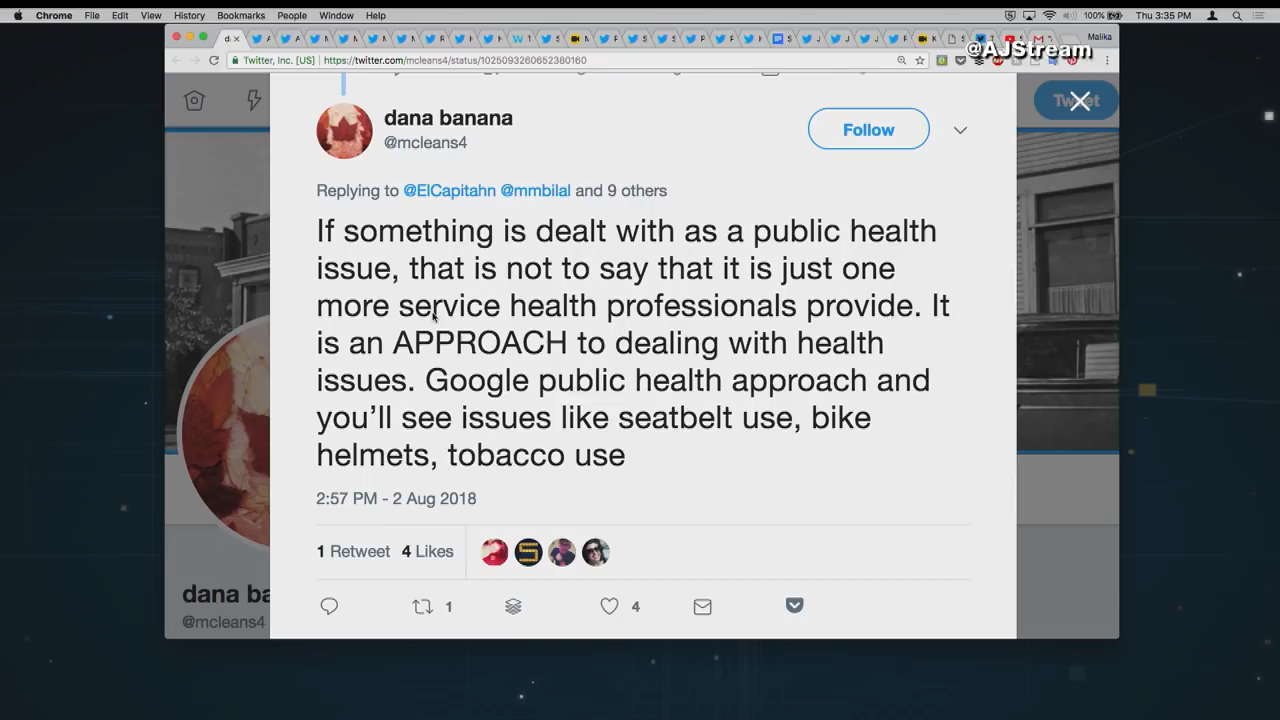 Chrome File Edit View History Bookmarks People Window Help 100% Thu 3:35 PM
Malika
@AJStream
Twitter, Inc. [US] https://twitter.com/mcleans4/status/1025093260652380160
Tweet
dana banana
@mcleans4
Follow
Replying to @ElCapitahn @mmbilal and 9 others
If something is dealt with as a public health
issue, that is not to say that it is just one
more service health professionals provide. It
is an APPROACH to dealing with health
issues. Google public health approach and
you’ll see issues like seatbelt use, bike
helmets, tobacco use
2:57 PM - 2 Aug 2018
1 Retweet 4 Likes
1 4
dana ba
@mcleans4